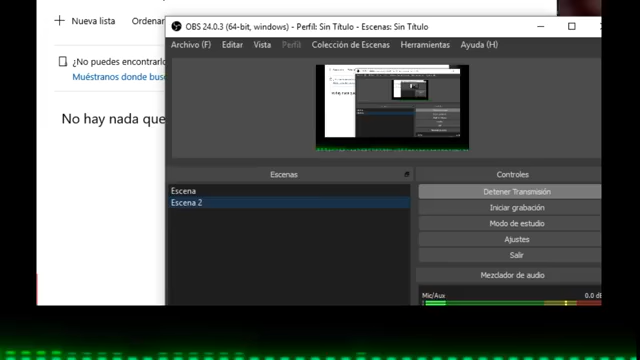 Nueva lista
Ordenar
¿No puedes encontrarlo
Muéstranos donde bus
No hay nada que
OBS 24.0.3 (64-bit, windows) - Perfil: Sin Título - Escenas: Sin Título
Archivo (F) Editar Vista Perfil Colección de Escenas Herramientas Ayuda (H)
Escenas
Escena
Escena 2
Controles
Detener Transmisión
Iniciar grabación
Modo de estudio
Ajustes
Salir
Mezclador de audio
Mic/Aux 0.0 dB